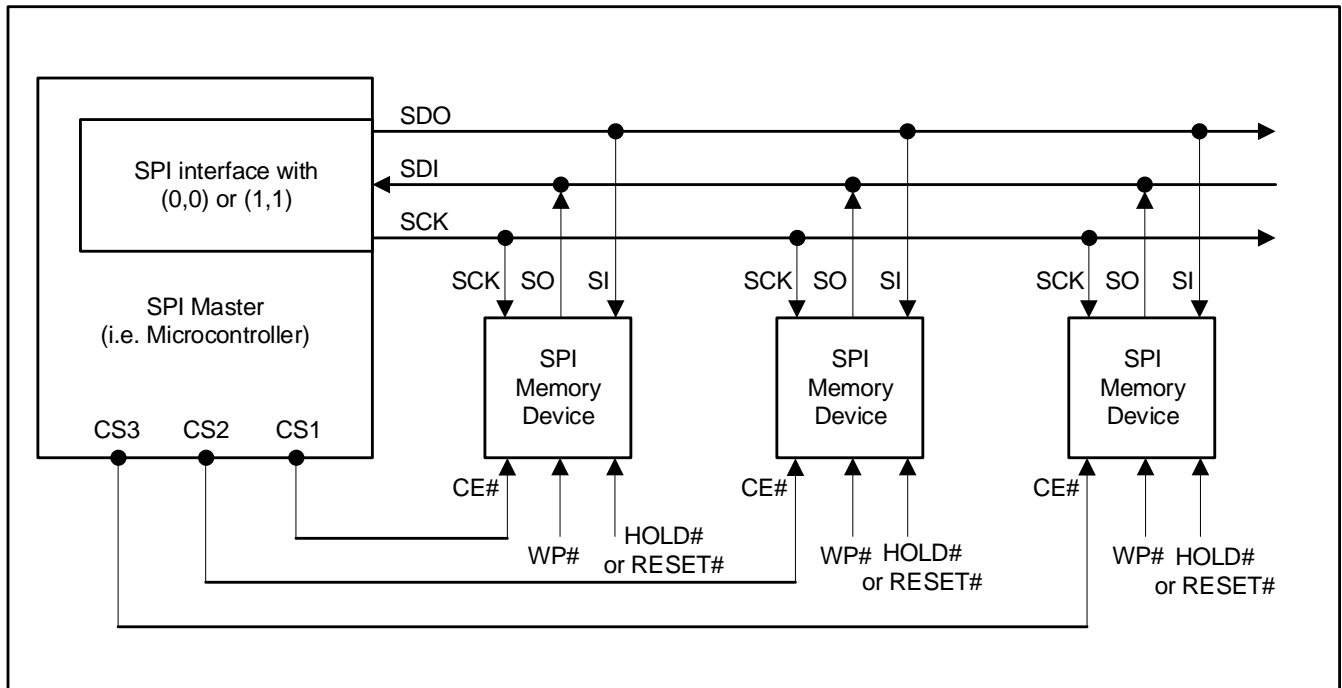 SDO
SPI interface with
(0,0) or (1,1)
SDI
SCK
SPI Master
(i.e. Microcontroller)
SCK SO SI
SCK SO SI
SCK SO SI
SPI
Memory
Device
SPI
Memory
Device
SPI
Memory
Device
CS3 CS2 CS1
CE#
WP#
HOLD#
or RESET#
CE#
WP#
HOLD#
or RESET#
CE#
WP#
HOLD#
or RESET#